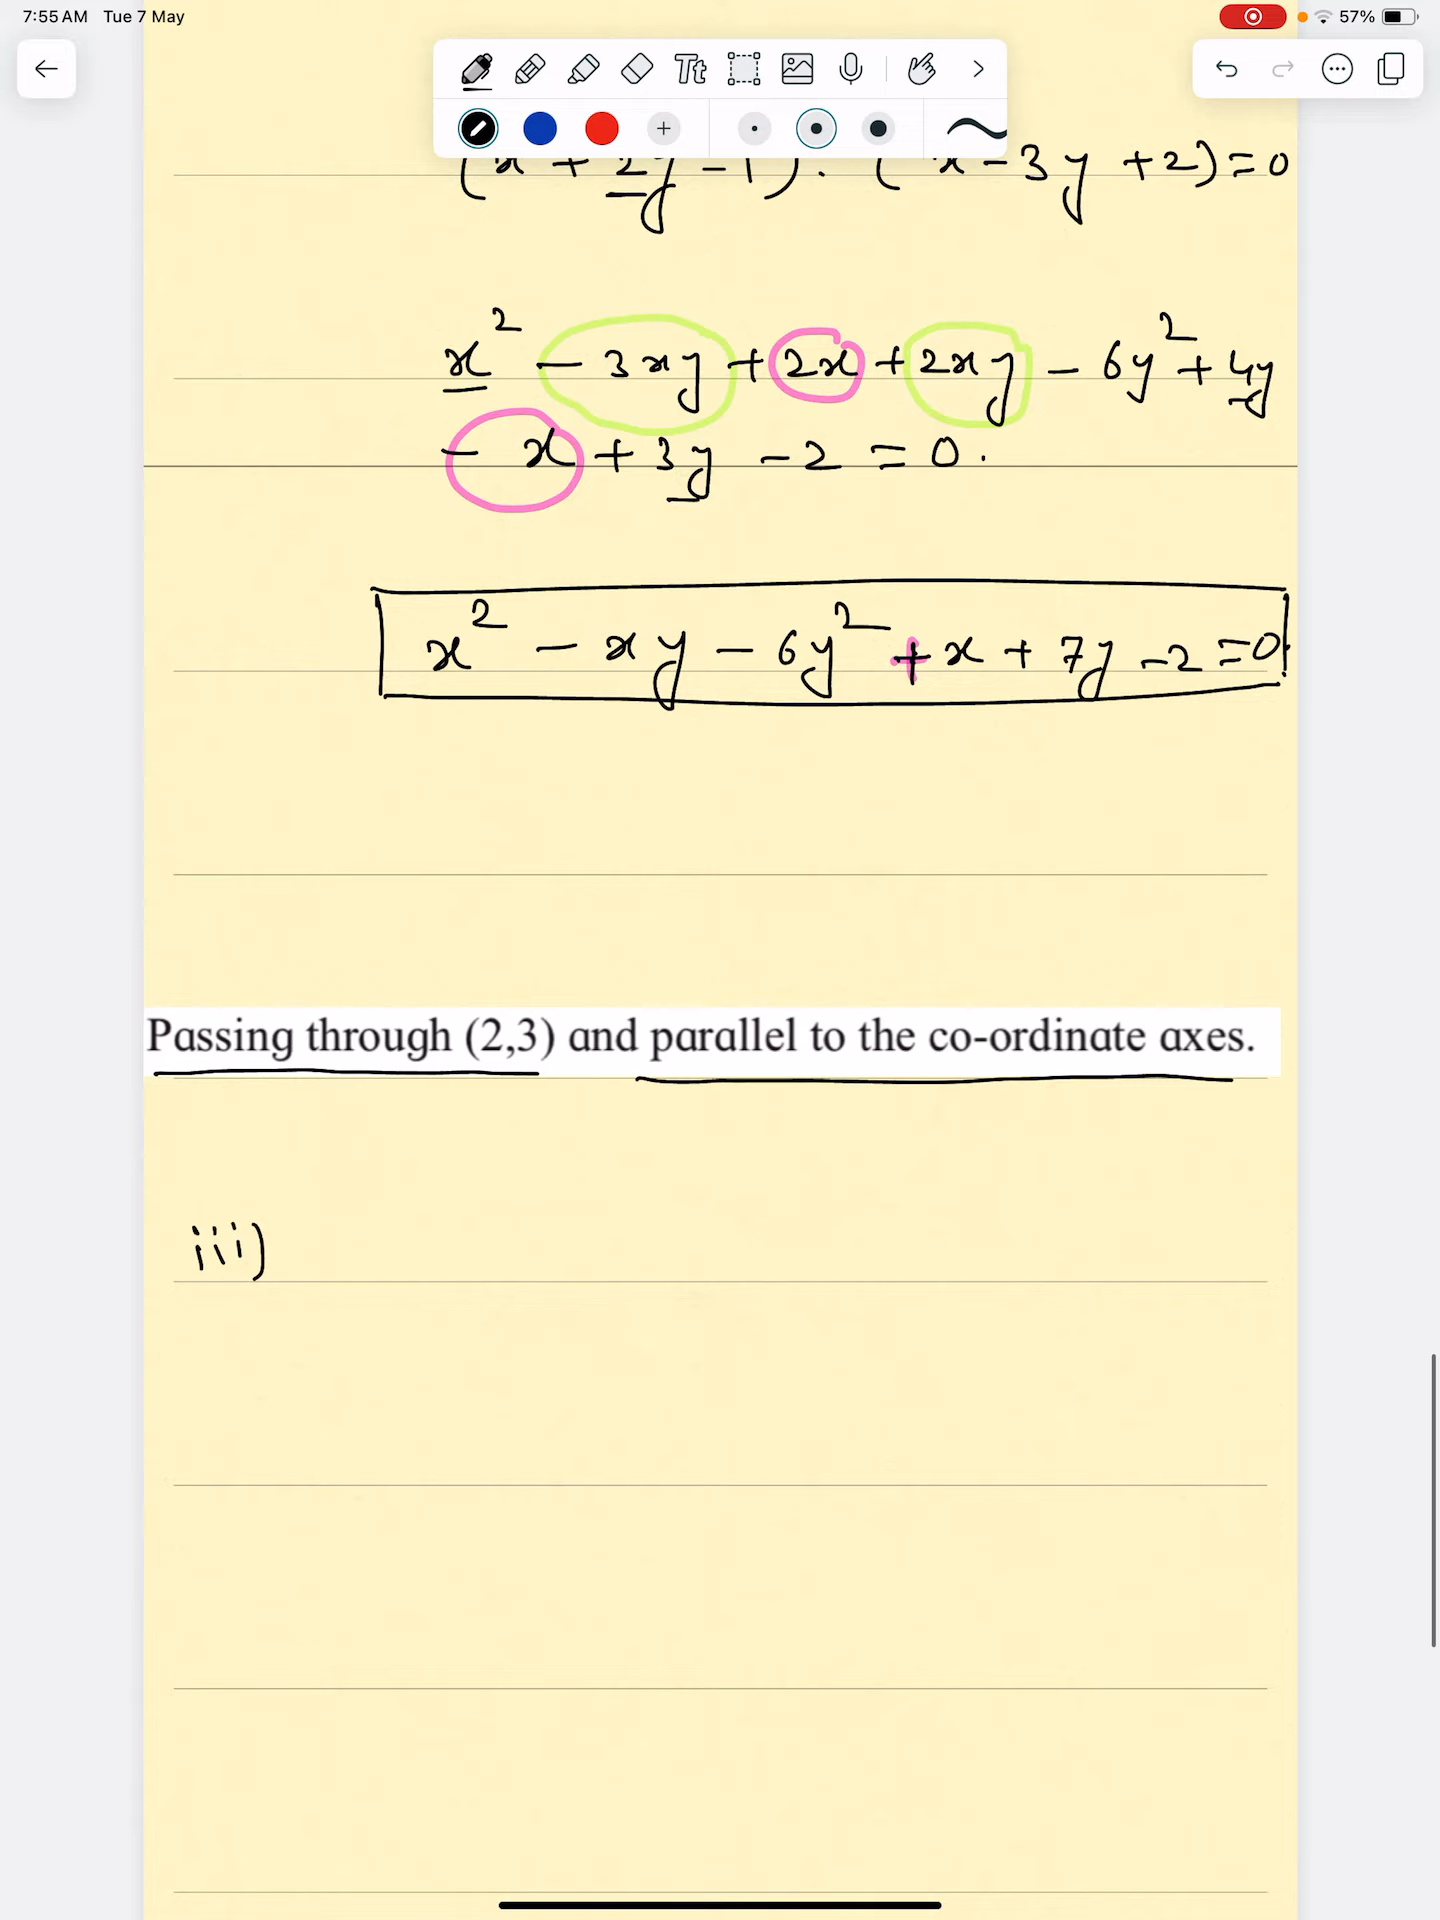 7:55 AM Tue 7 May
57%
Tt
(x + 2y - 1) . (x - 3y + 2) = 0
x² - 3xy + 2x + 2xy - 6y² + 4y
- x + 3y - 2 = 0 .
x² - xy - 6y² + x + 7y - 2 = 0
Passing through (2,3) and parallel to the co-ordinate axes.
iii)